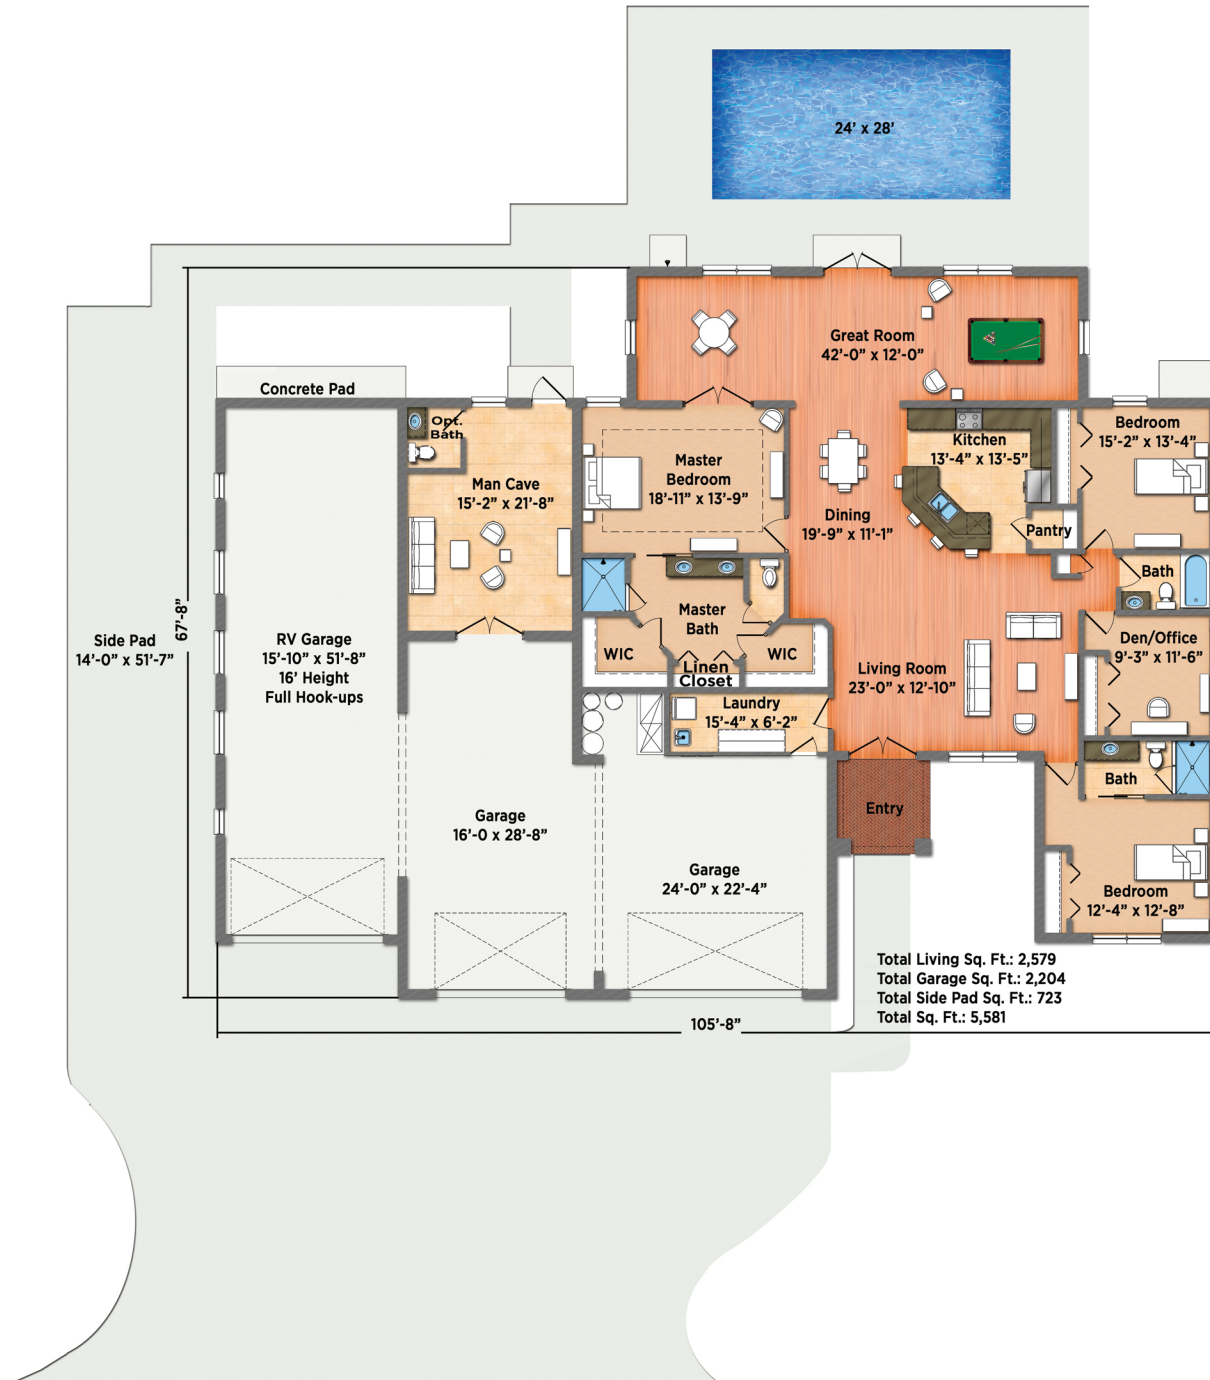 24’ x 28’
Great Room
42’-0” x 12’-0”
Concrete Pad
Opt.
Bath
Man Cave
15’-2” x 21’-8”
Master
Bedroom
18’-11” x 13’-9”
Kitchen
13’-4” x 13’-5”
Bedroom
15’-2” x 13’-4”
Dining
19’-9” x 11’-1”
Pantry
Bath
67’-8”
Side Pad
14’-0” x 51’-7”
RV Garage
15’-10” x 51’-8”
16’ Height
Full Hook-ups
Master
Bath
WIC
WIC
Linen
Closet
Living Room
23’-0” x 12’-10”
Den/Office
9’-3” x 11’-6”
Laundry
15’-4” x 6’-2”
Bath
Entry
Garage
16’-0 x 28’-8”
Garage
24’-0” x 22’-4”
Bedroom
12’-4” x 12’-8”
Total Living Sq. Ft.: 2,579
Total Garage Sq. Ft.: 2,204
Total Side Pad Sq. Ft.: 723
Total Sq. Ft.: 5,581
105’-8”